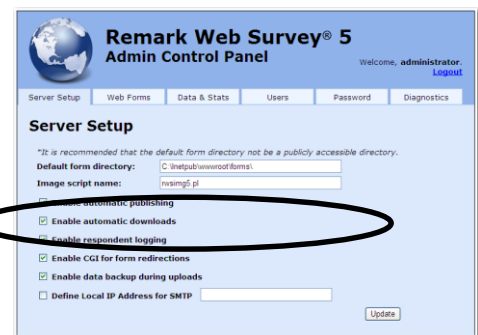 Remark Web Survey® 5
Admin Control Panel
Welcome, administrator.
Logout
Server Setup Web Forms Data & Stats Users Password Diagnostics
Server Setup
*It is recommended that the default form directory not be a publicly accessible directory.
Default form directory: C:\Inetpub\wwwroot\forms\
Image script name: rwsimg5.pl
Enable automatic publishing
Enable automatic downloads
Enable respondent logging
Enable CGI for form redirections
Enable data backup during uploads
Define Local IP Address for SMTP
Update